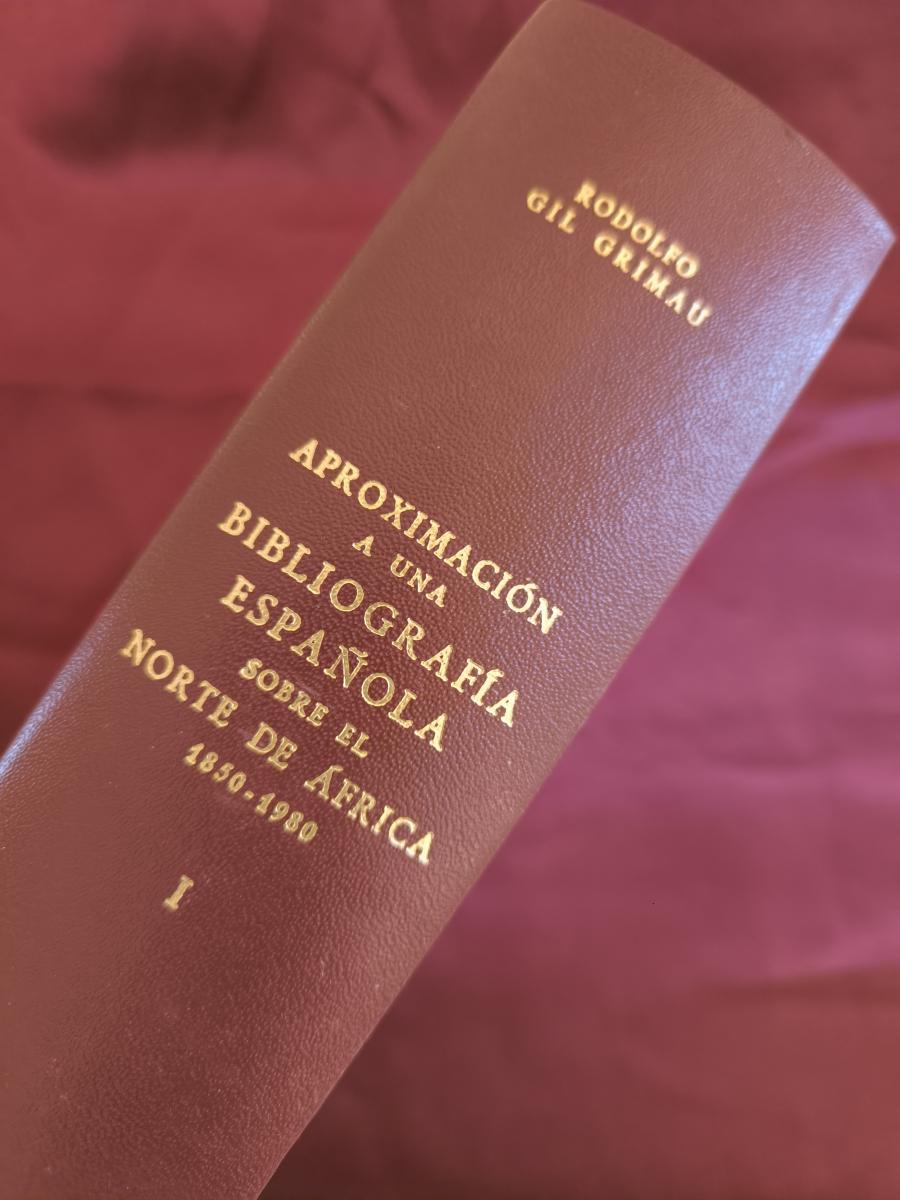 RODOLFO
GIL GRIMAU
APROXIMACIÓN
A UNA
BIBLIOGRAFÍA
ESPAÑOLA
SOBRE EL
NORTE DE ÁFRICA
1850-1980
I